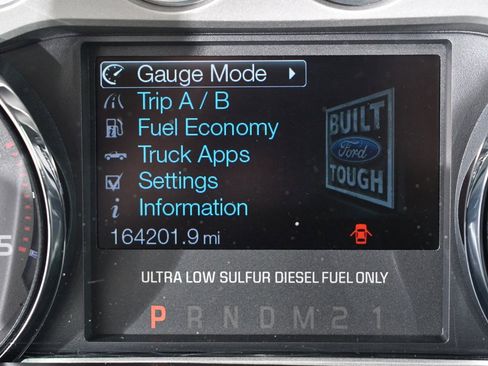 Gauge Mode
Trip A / B
Fuel Economy
Truck Apps
Settings
Information
164201.9 mi
BUILT
Ford
TOUGH
ULTRA LOW SULFUR DIESEL FUEL ONLY
P R N D M 2 1
5